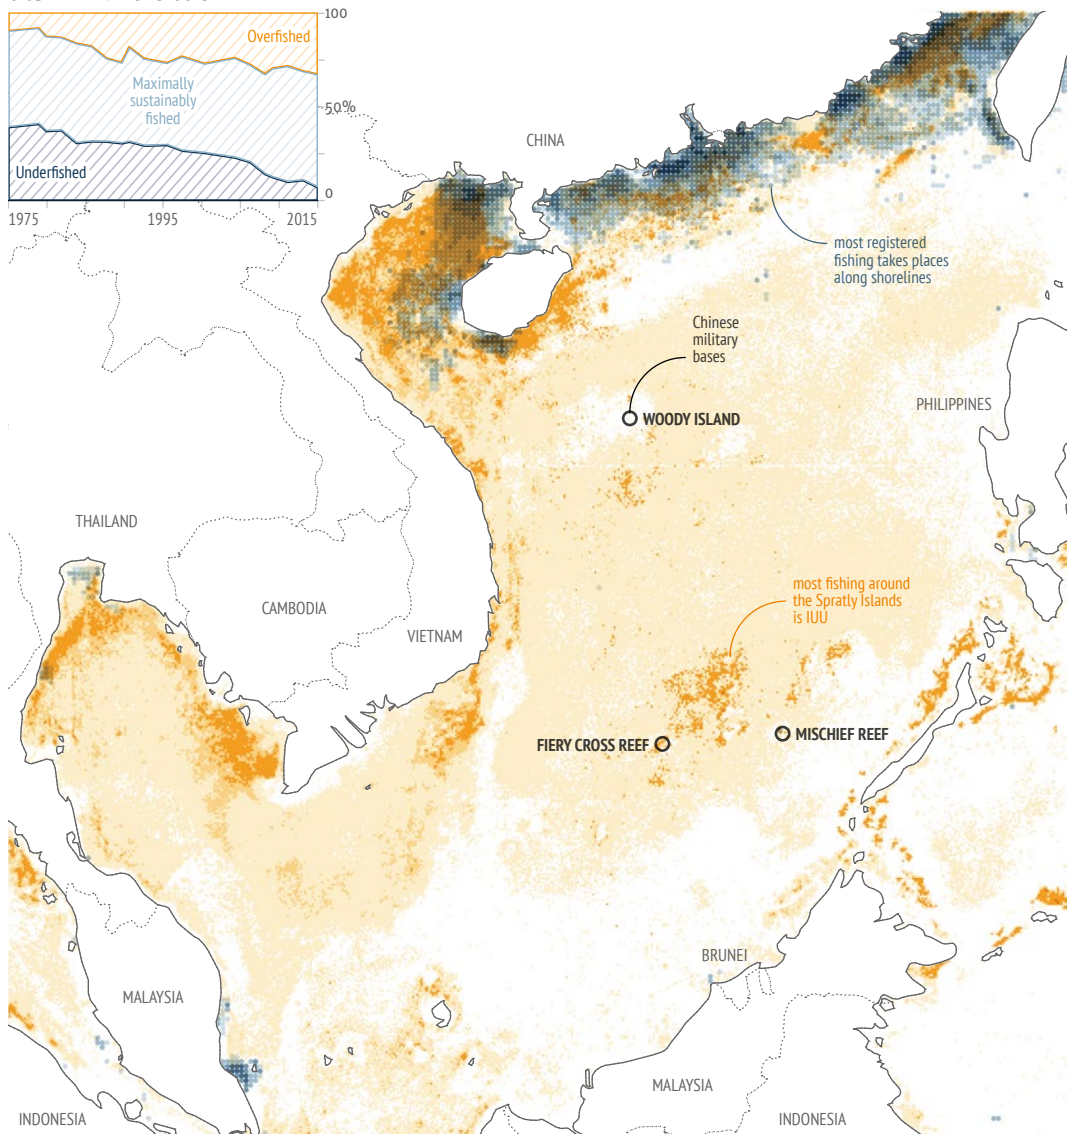 100
Overfished
Maximally
sustainably
fished
50%
Underfished
0
1975
1995
2015
CHINA
most registered
fishing takes places
along shorelines
Chinese
military
bases
WOODY ISLAND
PHILIPPINES
THAILAND
CAMBODIA
VIETNAM
most fishing around
the Spratly Islands
is IUU
FIERY CROSS REEF
MISCHIEF REEF
BRUNEI
MALAYSIA
MALAYSIA
INDONESIA
INDONESIA